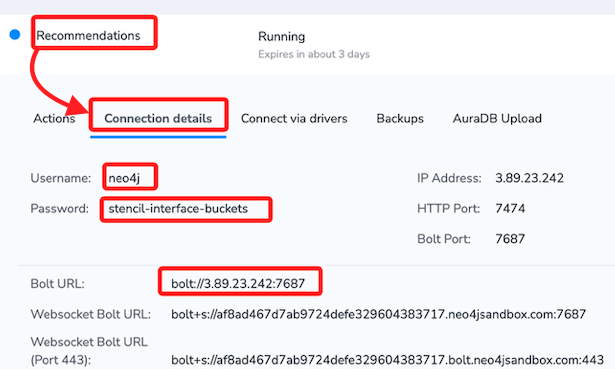 Recommendations Running
Expires in about 3 days
Actions Connection details Connect via drivers Backups AuraDB Upload
Username: neo4j IP Address: 3.89.23.242
Password: stencil-interface-buckets HTTP Port: 7474
Bolt Port: 7687
Bolt URL: bolt://3.89.23.242:7687
Websocket Bolt URL: bolt+s://af8ad467d7ab9724defe329604383717.neo4jsandbox.com:7687
Websocket Bolt URL
(Port 443): bolt+s://af8ad467d7ab9724defe329604383717.bolt.neo4jsandbox.com:443